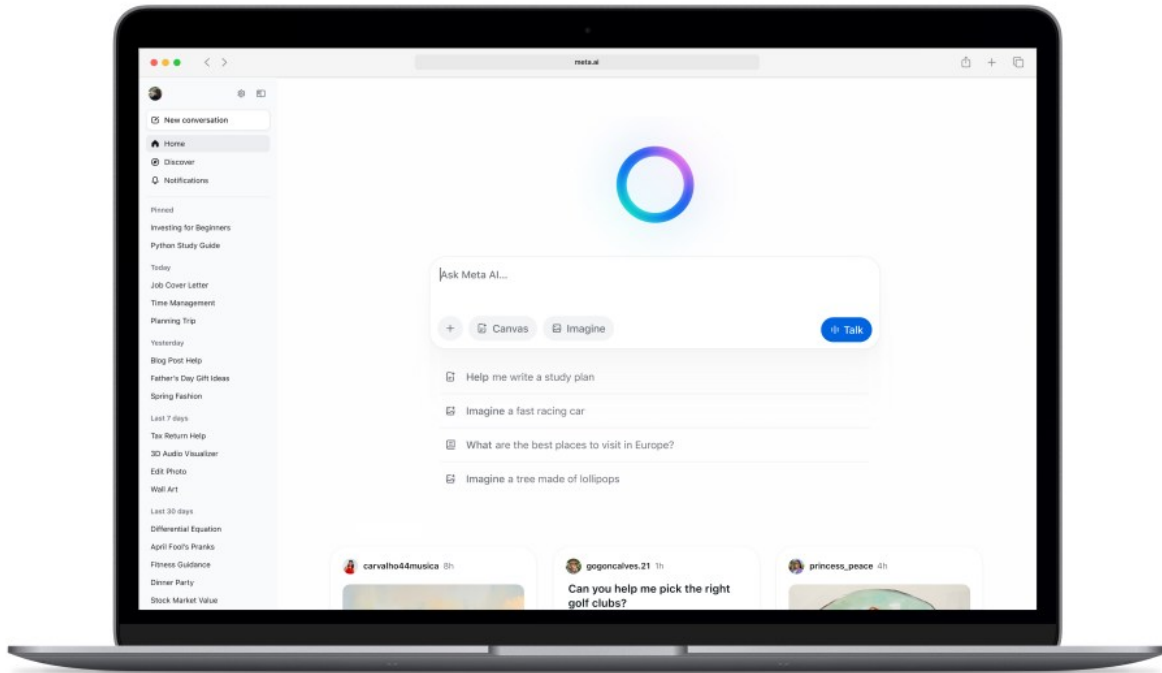 meta.ai
New conversation
Home
Discover
Notifications
Pinned
Investing for Beginners
Python Study Guide
Today
Job Cover Letter
Time Management
Planning Trip
Yesterday
Blog Post Help
Father's Day Gift Ideas
Spring Fashion
Last 7 days
Tax Return Help
3D Audio Visualizer
Edit Photo
Wall Art
Last 30 days
Differential Equation
April Fool's Pranks
Fitness Guidance
Dinner Party
Stock Market Value
Ask Meta AI...
Canvas Imagine Talk
Help me write a study plan
Imagine a fast racing car
What are the best places to visit in Europe?
Imagine a tree made of lollipops
carvalho44musica 8h
gogoncalves.21 1h
Can you help me pick the right
golf clubs?
princess_peace 4h